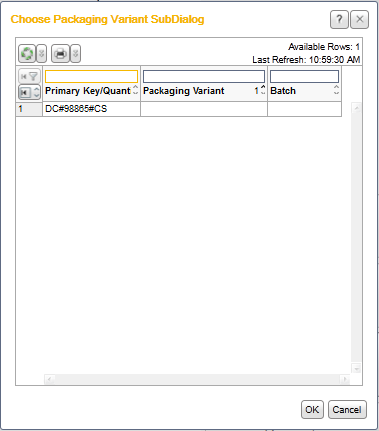 Choose Packaging Variant SubDialog
?
Available Rows: 1
Last Refresh: 10:59:30 AM
Primary Key/Quant Packaging Variant 1 Batch
1 DC#98865#CS
OK Cancel